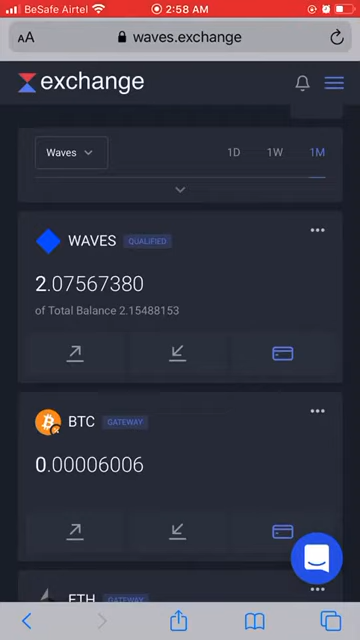 BeSafe Airtel
2:58 AM
AA
waves.exchange
exchange
Waves
1D
1W
1M
WAVES
QUALIFIED
2.07567380
of Total Balance 2.15488153
BTC
GATEWAY
0.00006006
ETH
GATEWAY